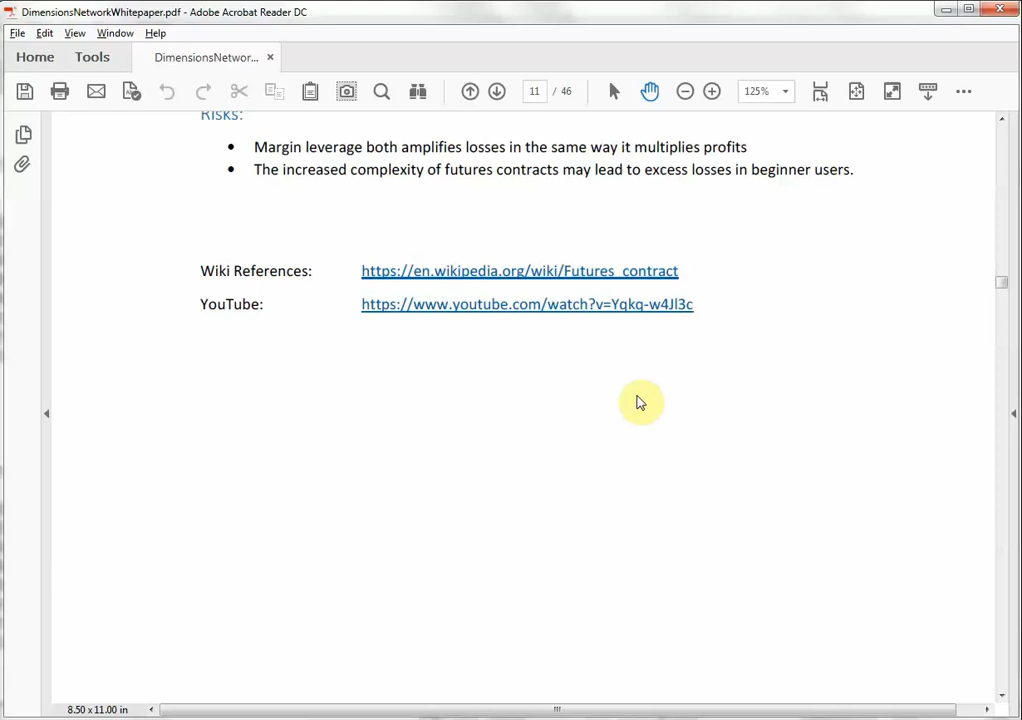 DimensionsNetworkWhitepaper.pdf - Adobe Acrobat Reader DC
File Edit View Window Help
Home Tools DimensionsNetwor... ×
11 / 46 125%
Risks:
• Margin leverage both amplifies losses in the same way it multiplies profits
• The increased complexity of futures contracts may lead to excess losses in beginner users.
Wiki References: https://en.wikipedia.org/wiki/Futures_contract
YouTube: https://www.youtube.com/watch?v=Yqkq-w4Jl3c
8.50 x 11.00 in